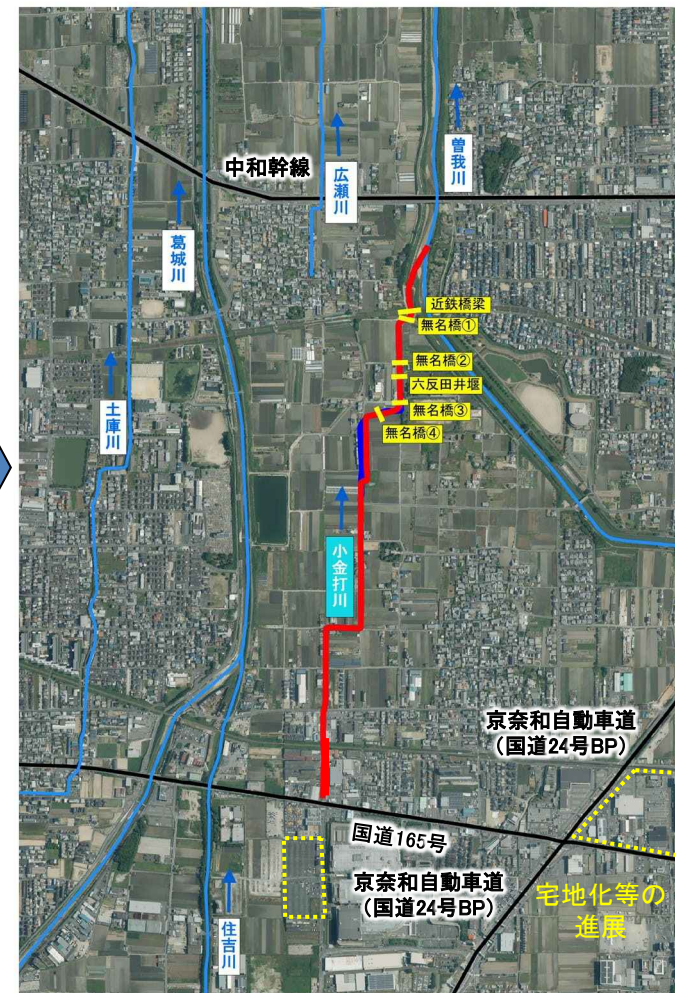 中和幹線
広瀬川
曽我川
葛城川
近鉄橋梁
無名橋①
無名橋②
六反田井堰
無名橋③
無名橋④
土庫川
小金打川
京奈和自動車道
（国道24号BP）
国道165号
京奈和自動車道
（国道24号BP）
宅地化等の
進展
住吉川